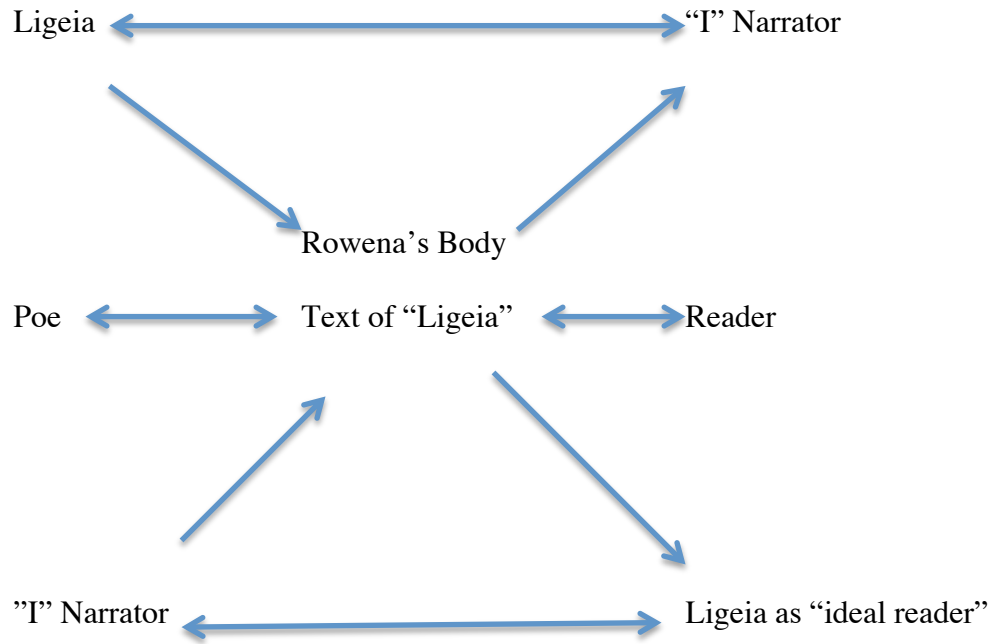 Ligeia “I” Narrator
Rowena’s Body
Poe Text of “Ligeia” Reader
”I” Narrator Ligeia as “ideal reader”